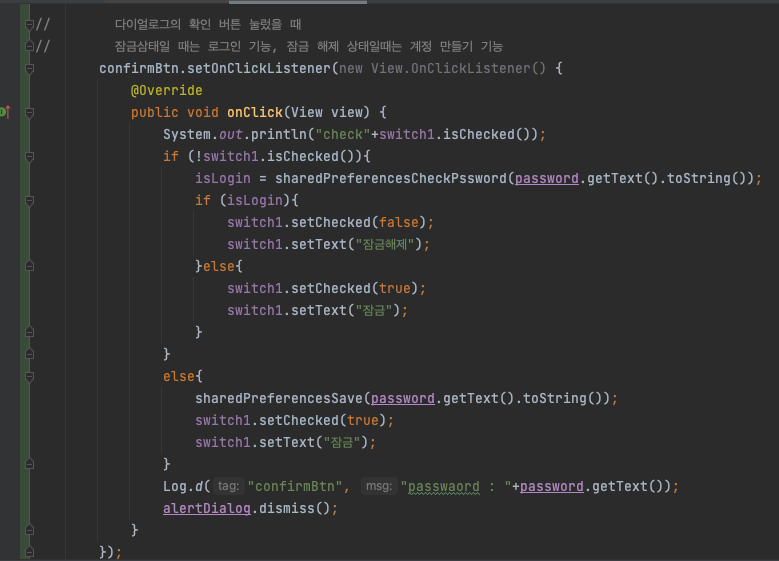 //        다이얼로그의 확인 버튼 눌렀을 때
//        잠금삼태일 때는 로그인 기능, 잠금 해제 상태일때는 계정 만들기 기능
confirmBtn.setOnClickListener(new View.OnClickListener() {
    @Override
    public void onClick(View view) {
        System.out.println("check"+switch1.isChecked());
        if (!switch1.isChecked()){
            isLogin = sharedPreferencesCheckPssword(password.getText().toString());
            if (isLogin){
                switch1.setChecked(false);
                switch1.setText("잠금해제");
            }else{
                switch1.setChecked(true);
                switch1.setText("잠금");
            }
        }
        else{
            sharedPreferencesSave(password.getText().toString());
            switch1.setChecked(true);
            switch1.setText("잠금");
        }
        Log.d( tag: "confirmBtn", msg: "passwaord : "+password.getText());
        alertDialog.dismiss();
    }
});